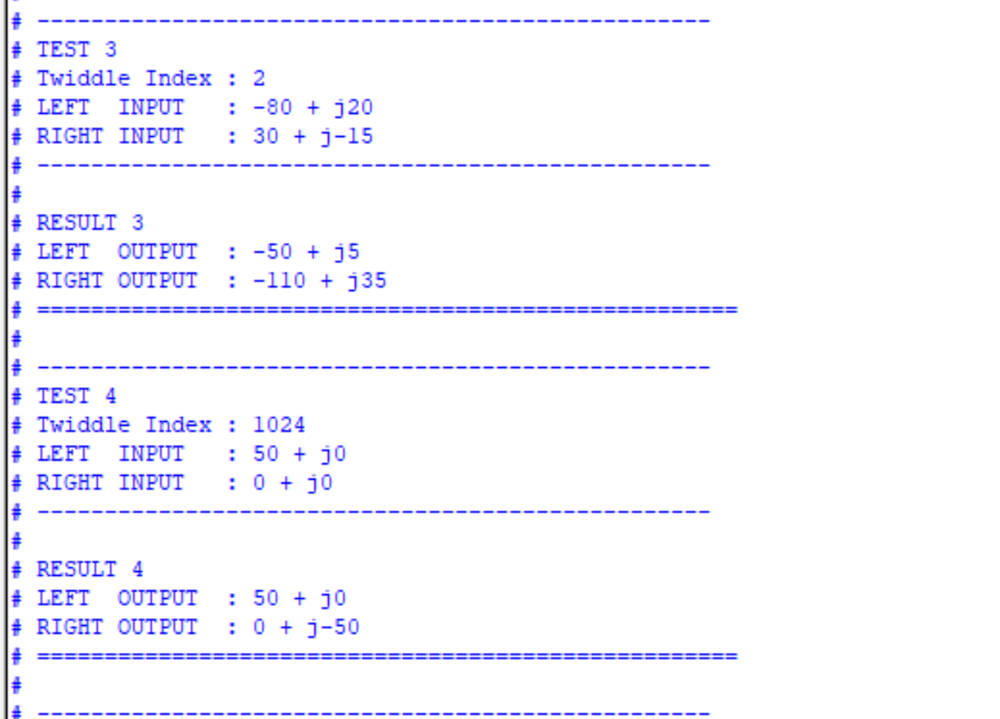 # --------------------------------------------------
# TEST 3
# Twiddle Index : 2
# LEFT  INPUT   : -80 + j20
# RIGHT INPUT   : 30 + j-15
# --------------------------------------------------
#
# RESULT 3
# LEFT  OUTPUT  : -50 + j5
# RIGHT OUTPUT  : -110 + j35
# ====================================================
#
# --------------------------------------------------
# TEST 4
# Twiddle Index : 1024
# LEFT  INPUT   : 50 + j0
# RIGHT INPUT   : 0 + j0
# --------------------------------------------------
#
# RESULT 4
# LEFT  OUTPUT  : 50 + j0
# RIGHT OUTPUT  : 0 + j-50
# ====================================================
#
# --------------------------------------------------